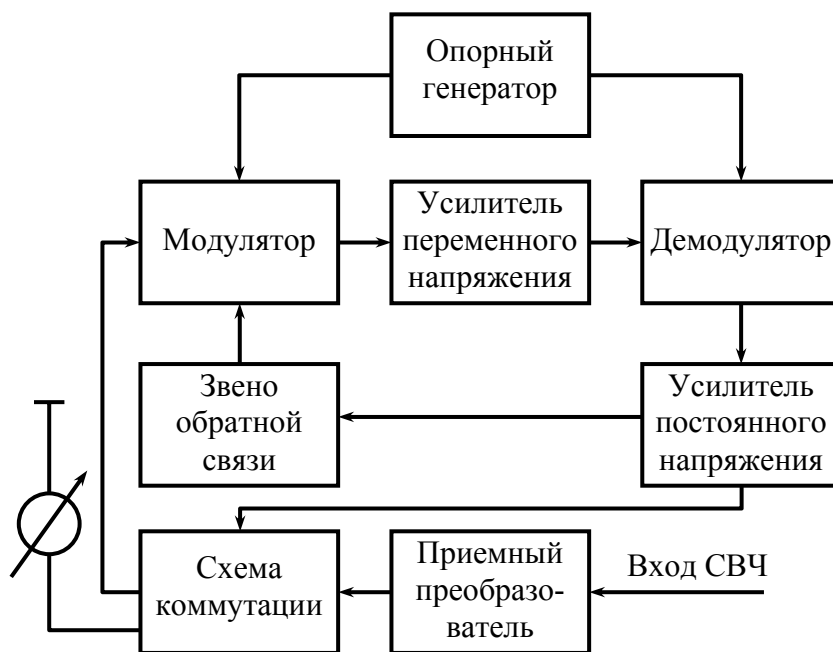 Опорный
генератор
Модулятор
Усилитель
переменного
напряжения
Демодулятор
Звено
обратной
связи
Усилитель
постоянного
напряжения
Схема
коммутации
Приемный
преобразо-
ватель
Вход СВЧ